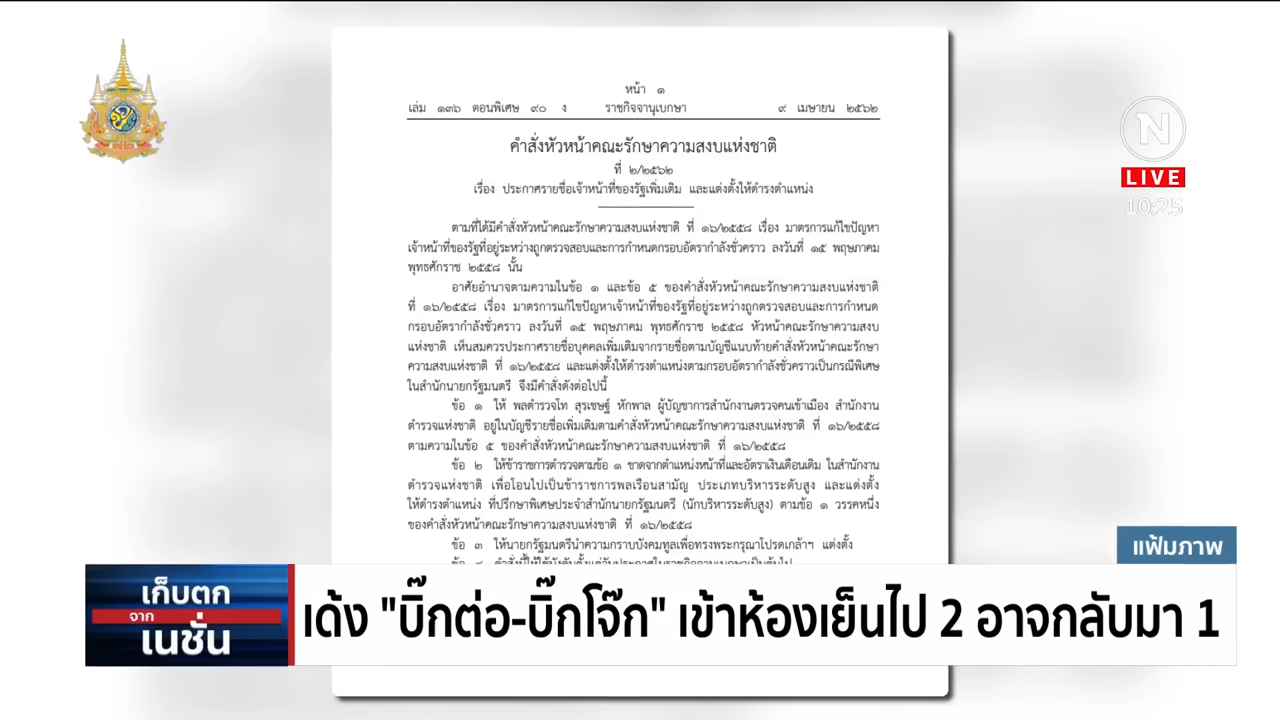 หน้า ๑
เล่ม ๑๓๖ ตอนพิเศษ ๙๐ ง ราชกิจจานุเบกษา ๙ เมษายน ๒๕๖๒
คำสั่งหัวหน้าคณะรักษาความสงบแห่งชาติ
ที่ ๒/๒๕๖๒
เรื่อง ประกาศรายชื่อเจ้าหน้าที่ของรัฐเพิ่มเติม และแต่งตั้งให้ดำรงตำแหน่ง
ตามที่ได้มีคำสั่งหัวหน้าคณะรักษาความสงบแห่งชาติ ที่ ๑๖/๒๕๕๘ เรื่อง มาตรการแก้ไขปัญหา
เจ้าหน้าที่ของรัฐที่อยู่ระหว่างถูกตรวจสอบและการกำหนดกรอบอัตรากำลังชั่วคราว ลงวันที่ ๑๕ พฤษภาคม
พุทธศักราช ๒๕๕๘ นั้น
อาศัยอำนาจตามความในข้อ ๑ และข้อ ๕ ของคำสั่งหัวหน้าคณะรักษาความสงบแห่งชาติ
ที่ ๑๖/๒๕๕๘ เรื่อง มาตรการแก้ไขปัญหาเจ้าหน้าที่ของรัฐที่อยู่ระหว่างถูกตรวจสอบและการกำหนด
กรอบอัตรากำลังชั่วคราว ลงวันที่ ๑๕ พฤษภาคม พุทธศักราช ๒๕๕๘ หัวหน้าคณะรักษาความสงบ
แห่งชาติ เห็นสมควรประกาศรายชื่อบุคคลเพิ่มเติมจากรายชื่อตามบัญชีแนบท้ายคำสั่งหัวหน้าคณะรักษา
ความสงบแห่งชาติ ที่ ๑๖/๒๕๕๘ และแต่งตั้งให้ดำรงตำแหน่งตามกรอบอัตรากำลังชั่วคราวเป็นกรณีพิเศษ
ในสำนักนายกรัฐมนตรี จึงมีคำสั่งดังต่อไปนี้
ข้อ ๑ ให้ พลตำรวจโท สุรเชษฐ์ หักพาล ผู้บัญชาการสำนักงานตรวจคนเข้าเมือง สำนักงาน
ตำรวจแห่งชาติ อยู่ในบัญชีรายชื่อเพิ่มเติมตามคำสั่งหัวหน้าคณะรักษาความสงบแห่งชาติ ที่ ๑๖/๒๕๕๘
ตามความในข้อ ๕ ของคำสั่งหัวหน้าคณะรักษาความสงบแห่งชาติ ที่ ๑๖/๒๕๕๘
ข้อ ๒ ให้ข้าราชการตำรวจตามข้อ ๑ ขาดจากตำแหน่งหน้าที่และอัตราเงินเดือนเดิม ในสำนักงาน
ตำรวจแห่งชาติ เพื่อโอนไปเป็นข้าราชการพลเรือนสามัญ ประเภทบริหารระดับสูง และแต่งตั้ง
ให้ดำรงตำแหน่ง ที่ปรึกษาพิเศษประจำสำนักนายกรัฐมนตรี (นักบริหารระดับสูง) ตามข้อ ๑ วรรคหนึ่ง
ของคำสั่งหัวหน้าคณะรักษาความสงบแห่งชาติ ที่ ๑๖/๒๕๕๘
ข้อ ๓ ให้นายกรัฐมนตรีนำความกราบบังคมทูลเพื่อทรงพระกรุณาโปรดเกล้าฯ แต่งตั้ง
N
LIVE
10:25
แฟ้มภาพ
เก็บตก
จาก
เนชั่น
เด้ง "บิ๊กต่อ-บิ๊กโจ๊ก" เข้าห้องเย็นไป 2 อาจกลับมา 1